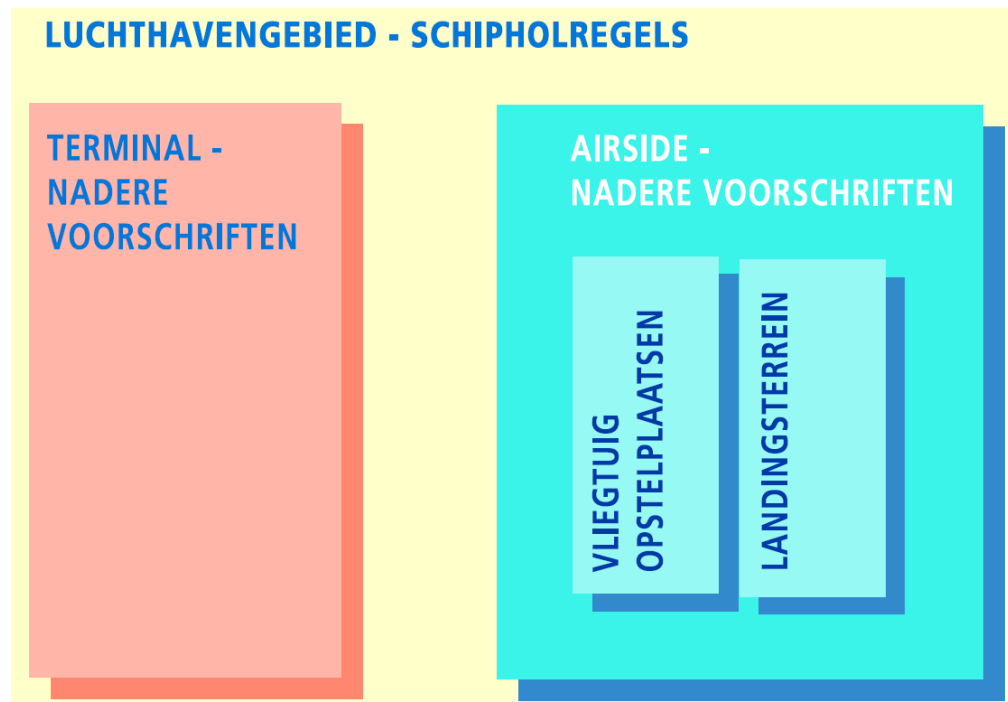 LUCHTHAVENGEBIED - SCHIPHOLREGELS
TERMINAL -
NADERE
VOORSCHRIFTEN
AIRSIDE -
NADERE VOORSCHRIFTEN
VLIEGTUIG
OPSTELPLAATSEN
LANDINGSTERREIN